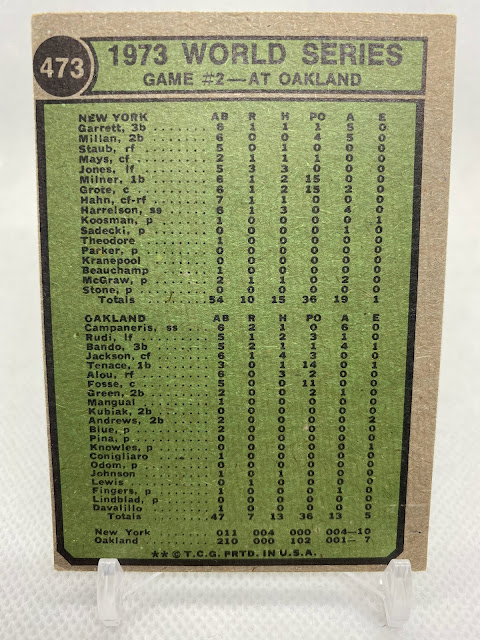 473
1973 WORLD SERIES
GAME #2—AT OAKLAND
NEW YORK AB R H PO A E
Garrett, 3b . . . . . . . . 6 1 1 1 5 0
Millan, 2b . . . . . . . . 6 0 0 4 5 0
Staub, rf . . . . . . . . 5 0 1 0 0 0
Mays, cf . . . . . . . . 2 1 1 1 0 0
Jones, lf . . . . . . . . 5 3 3 0 0 0
Milner, 1b . . . . . . . . 6 1 2 15 0 0
Grote, c . . . . . . . . 6 1 2 15 2 0
Hahn, cf-rf . . . . . . . . 7 1 1 0 0 0
Harrelson, ss . . . . . . . . 6 1 3 0 4 0
Koosman, p . . . . . . . . 1 0 0 0 0 1
Sadecki, p . . . . . . . . 0 0 0 0 1 0
Theodore . . . . . . . . 1 0 0 0 0 0
Parker, p . . . . . . . . 0 0 0 0 0 0
Kranepool . . . . . . . . 0 0 0 0 0 0
Beauchamp . . . . . . . . 1 0 0 0 0 0
McGraw, p . . . . . . . . 2 1 1 0 2 0
Stone, p . . . . . . . . 0 0 0 0 0 0
Totals . . . . . . . . 54 10 15 36 19 1
OAKLAND AB R H PO A E
Campaneris, ss . . . . . . . . 6 2 1 0 6 0
Rudi, lf . . . . . . . . 5 1 2 3 1 0
Bando, 3b . . . . . . . . 5 2 1 1 4 1
Jackson, cf . . . . . . . . 6 1 4 3 0 0
Tenace, 1b . . . . . . . . 3 0 1 14 0 1
Alou, rf . . . . . . . . 6 0 3 2 0 0
Fosse, c . . . . . . . . 5 0 0 11 0 0
Green, 2b . . . . . . . . 2 0 0 2 1 0
Mangual . . . . . . . . 1 0 0 0 0 0
Kubiak, 2b . . . . . . . . 0 0 0 0 0 0
Andrews, 2b . . . . . . . . 2 0 0 0 0 2
Blue, p . . . . . . . . 2 0 0 0 0 0
Pina, p . . . . . . . . 0 0 0 0 0 0
Knowles, p . . . . . . . . 0 0 0 0 0 1
Conigliaro . . . . . . . . 1 0 0 0 0 0
Odom, p . . . . . . . . 0 0 0 0 0 0
Johnson . . . . . . . . 1 0 1 0 0 0
Lewis . . . . . . . . 0 1 0 0 0 0
Fingers, p . . . . . . . . 1 0 0 0 1 0
Lindblad, p . . . . . . . . 0 0 0 0 0 0
Davalillo . . . . . . . . 1 0 0 0 0 0
Totals . . . . . . . . 47 7 13 36 13 5
New York 011 004 000 004—10
Oakland 210 000 102 001— 7
** © T.C.G. PRTD. IN U.S.A.